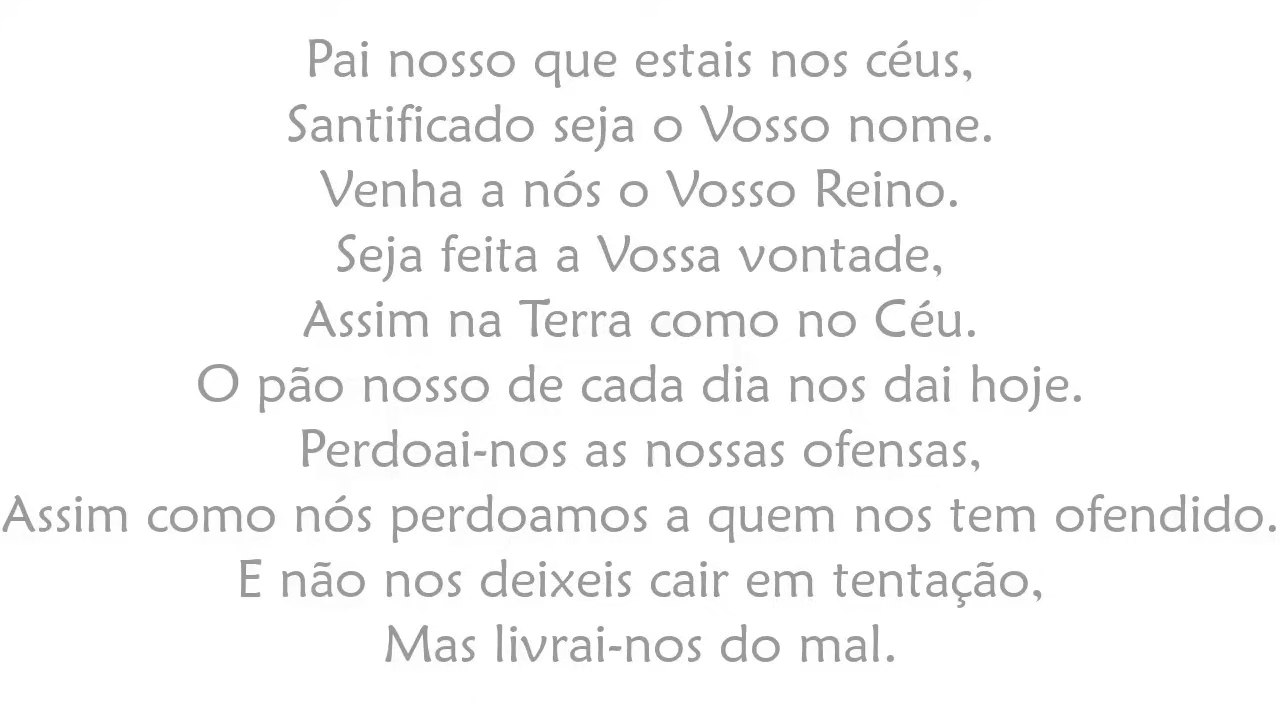 Pai nosso que estais nos céus,
Santificado seja o Vosso nome.
Venha a nós o Vosso Reino.
Seja feita a Vossa vontade,
Assim na Terra como no Céu.
O pão nosso de cada dia nos dai hoje.
Perdoai-nos as nossas ofensas,
Assim como nós perdoamos a quem nos tem ofendido.
E não nos deixeis cair em tentação,
Mas livrai-nos do mal.